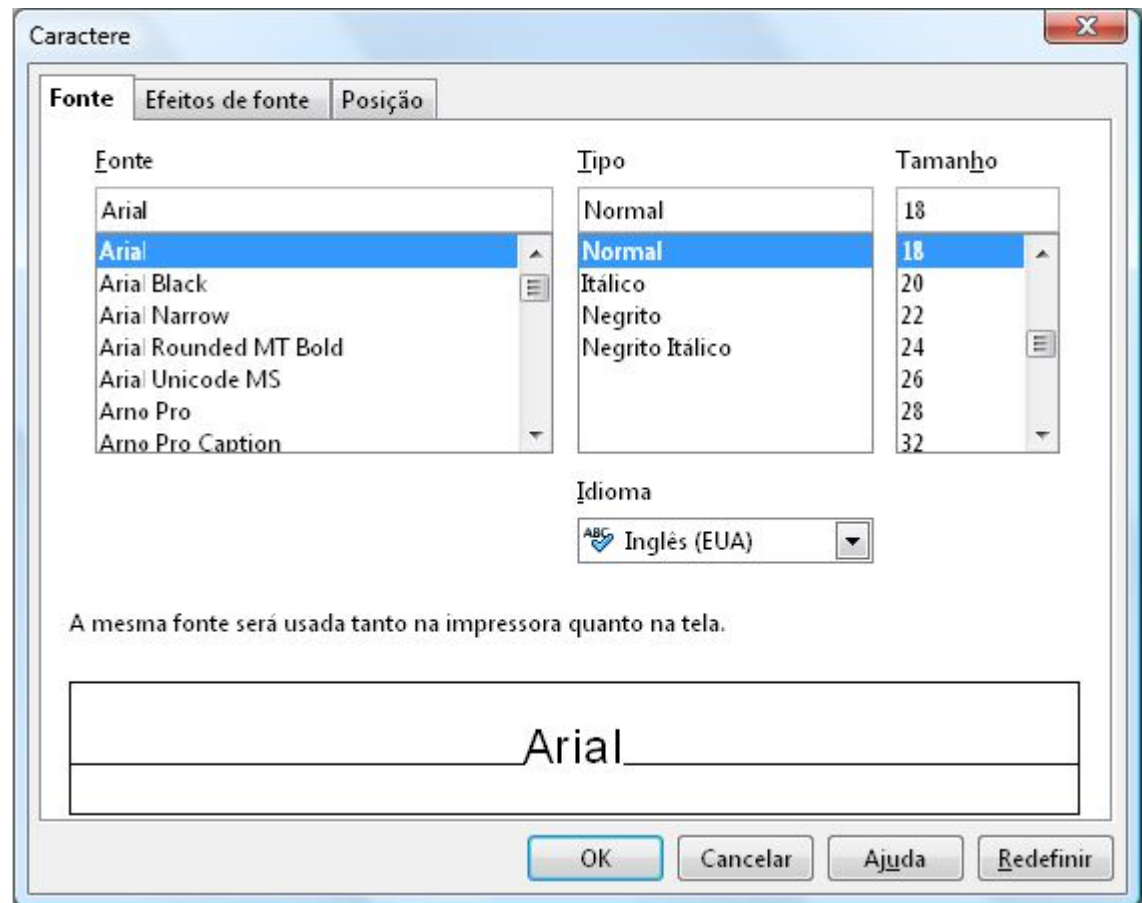 Caractere
Fonte Efeitos de fonte Posição
Fonte Tipo Tamanho
Arial Normal 18
Arial Normal 18
Arial Black Itálico 20
Arial Narrow Negrito 22
Arial Rounded MT Bold Negrito Itálico 24
Arial Unicode MS 26
Arno Pro 28
Arno Pro Caption 32
Idioma
ABC Inglês (EUA)
A mesma fonte será usada tanto na impressora quanto na tela.
Arial
OK Cancelar Ajuda Redefinir